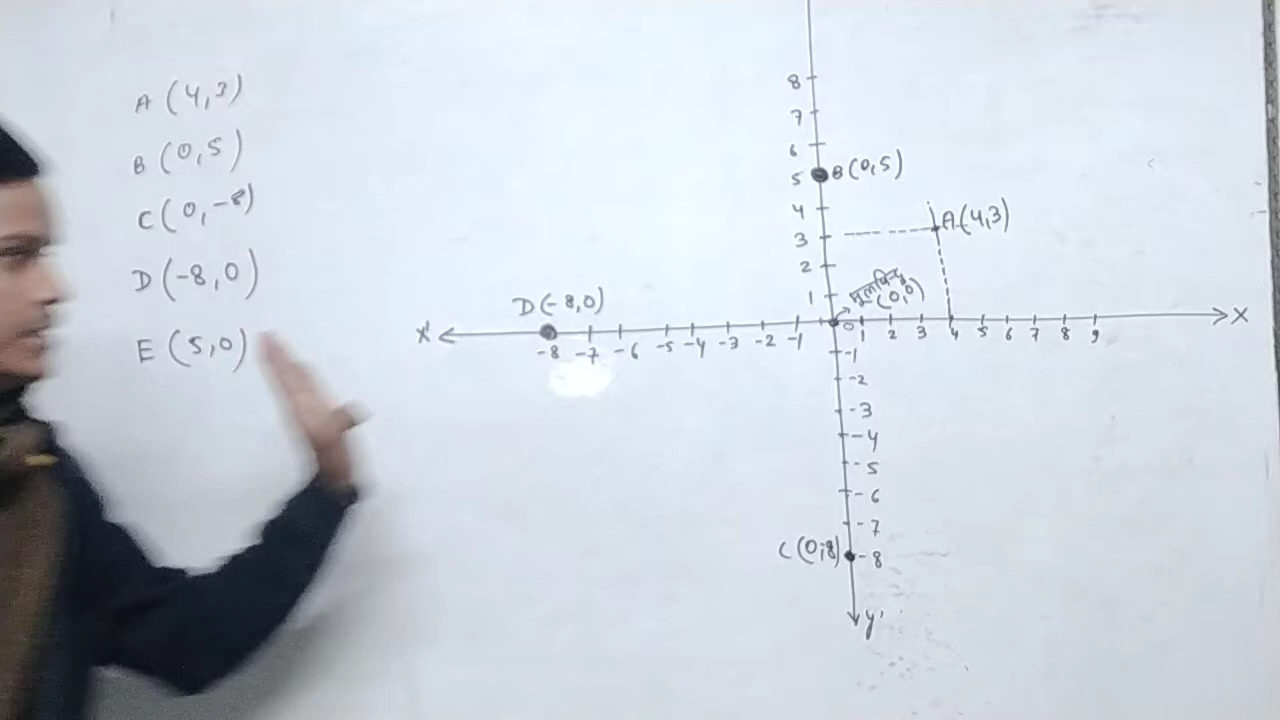 A (4,3)
B (0,5)
C (0,-8)
D (-8,0)
E (5,0)
8
7
6
5 B(0,5)
4
3 A(4,3)
2
1 मूलबिन्दु
(0,0)
D(-8,0)
X' X
-8 -7 -6 -5 -4 -3 -2 -1 0 1 2 3 4 5 6 7 8 9
-1
-2
-3
-4
-5
-6
-7
C(0,-8) -8
y'